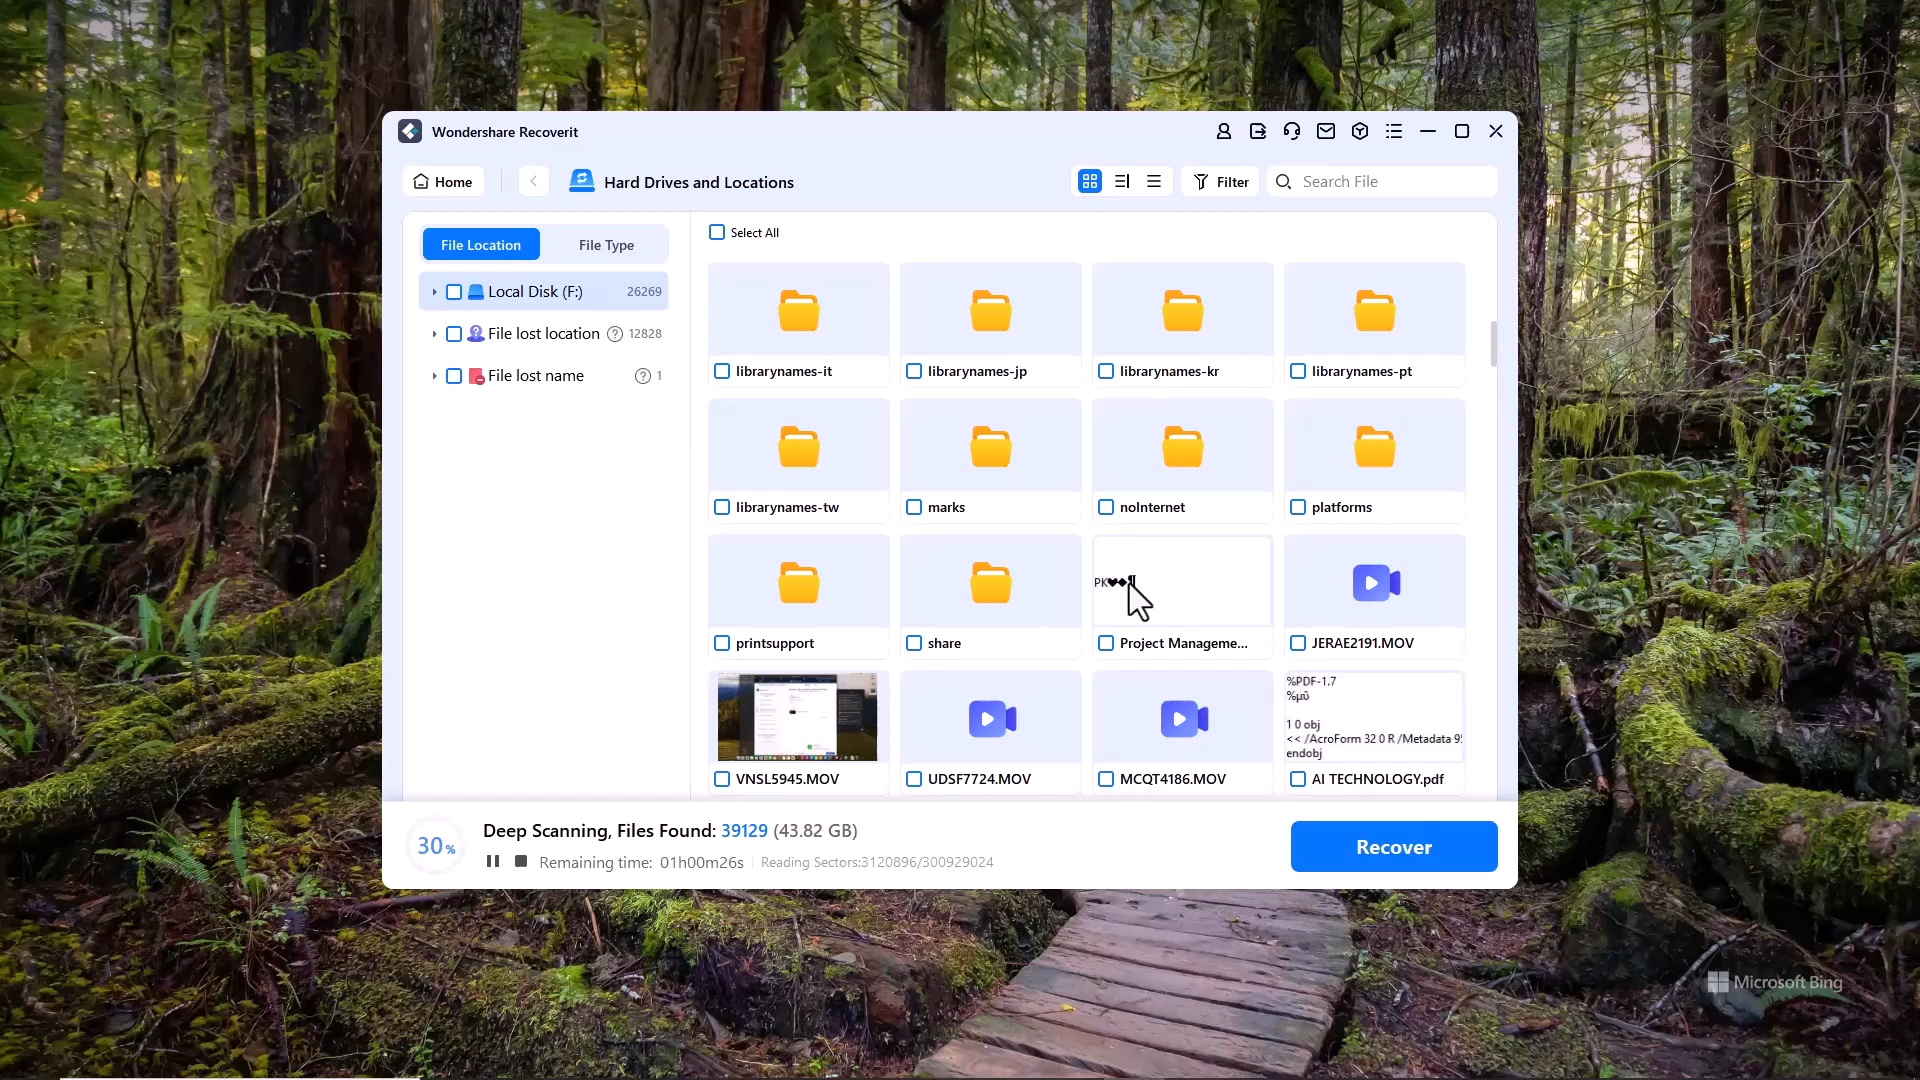 Wondershare Recoverit
Home
Hard Drives and Locations
Filter
Search File
File Location
File Type
Select All
Local Disk (F:) 26269
File lost location ? 12828
File lost name ? 1
librarynames-it
librarynames-jp
librarynames-kr
librarynames-pt
librarynames-tw
marks
noInternet
platforms
PK♥♦
printsupport
share
Project Manageme...
JERAE2191.MOV
%PDF-1.7
%µū
1 0 obj
<< /AcroForm 32 0 R /Metadata 95
endobj
VNSL5945.MOV
UDSF7724.MOV
MCQT4186.MOV
AI TECHNOLOGY.pdf
30%
Deep Scanning, Files Found: 39129 (43.82 GB)
Remaining time: 01h00m26s
Reading Sectors:3120896/300929024
Recover
Microsoft Bing